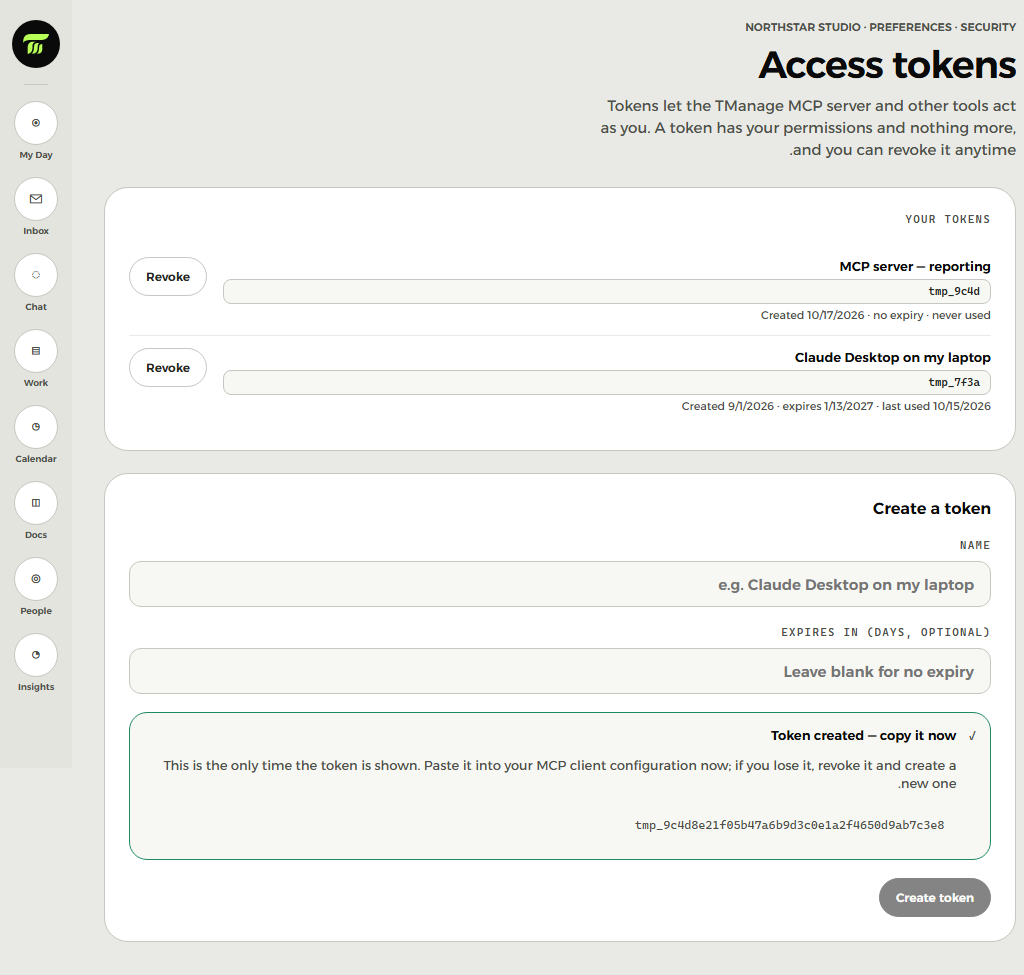 My Day
Inbox
Chat
Work
Calendar
Docs
People
Insights
NORTHSTAR STUDIO · PREFERENCES · SECURITY
Access tokens
Tokens let the TManage MCP server and other tools act
as you. A token has your permissions and nothing more,
.and you can revoke it anytime
YOUR TOKENS
MCP server — reporting
Revoke
tmp_9c4d
Created 10/17/2026 · no expiry · never used
Claude Desktop on my laptop
Revoke
tmp_7f3a
Created 9/1/2026 · expires 1/13/2027 · last used 10/15/2026
Create a token
NAME
e.g. Claude Desktop on my laptop
EXPIRES IN (DAYS, OPTIONAL)
Leave blank for no expiry
✓ Token created — copy it now
This is the only time the token is shown. Paste it into your MCP client configuration now; if you lose it, revoke it and create a
.new one
tmp_9c4d8e21f05b47a6b9d3c0e1a2f4650d9ab7c3e8
Create token